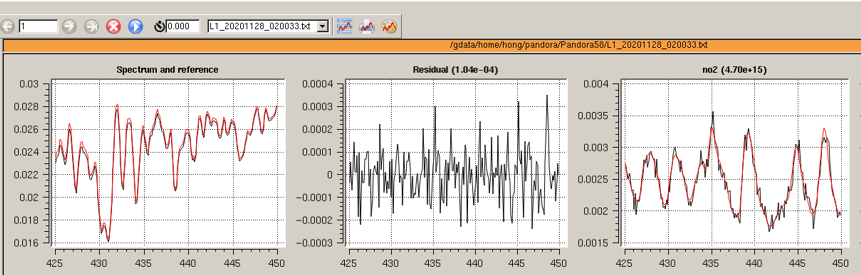 1 0.000 L1_20201128_020033.txt
/gdata/home/hong/pandora/Pandora58/L1_20201128_020033.txt
Spectrum and reference Residual (1.04e-04) no2 (4.70e+15)
0.03 0.0004 0.004
0.028 0.0003 0.0035
0.026 0.0002 0.003
0.024 0.0001 0.0025
0.022 0 0.002
0.02 −0.0001 0.0015
0.018 −0.0002
0.016 −0.0003
425 430 435 440 445 450 425 430 435 440 445 450 425 430 435 440 445 450